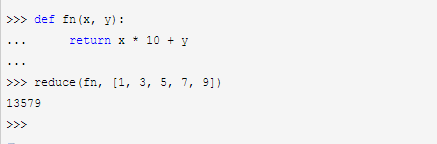 >>> def fn(x, y):
...     return x * 10 + y
...
>>> reduce(fn, [1, 3, 5, 7, 9])
13579
>>>